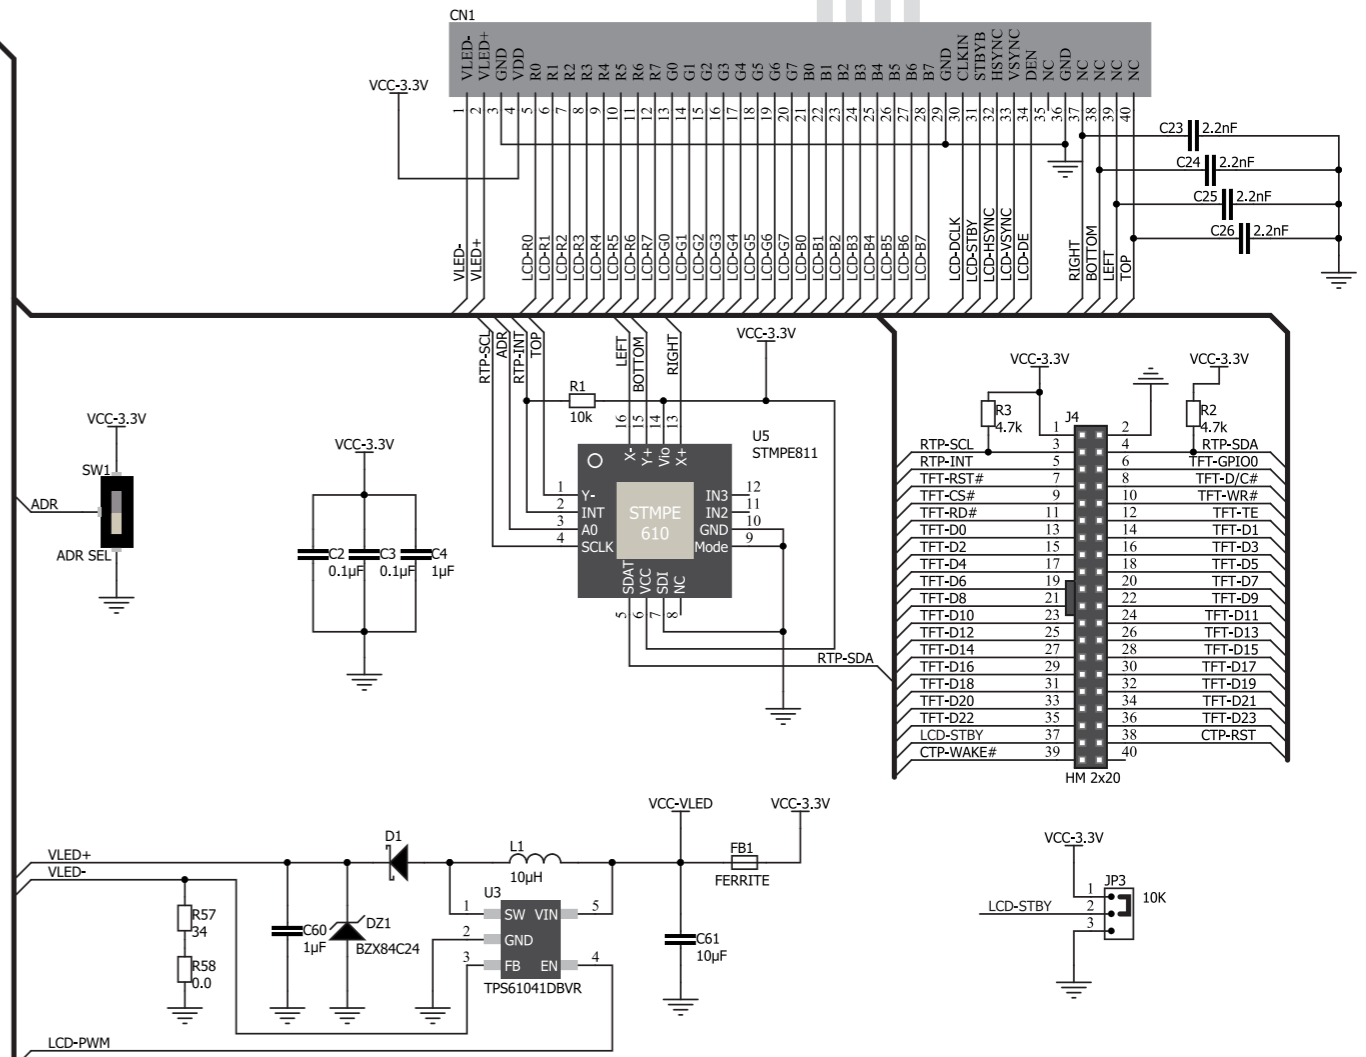 CN1
VLED- VLED+ GND VDD R0 R1 R2 R3 R4 R5 R6 R7 G0 G1 G2 G3 G4 G5 G6 G7 B0 B1 B2 B3 B4 B5 B6 B7 GND CLKIN STBYB HSYNC VSYNC DEN NC GND NC NC NC NC
VCC-3.3V
1 2 3 4 5 6 7 8 9 10 11 12 13 14 15 16 17 18 19 20 21 22 23 24 25 26 27 28 29 30 31 32 33 34 35 36 37 38 39 40
C23 2.2nF
C24 2.2nF
C25 2.2nF
C26 2.2nF
VLED- VLED+ LCD-R0 LCD-R1 LCD-R2 LCD-R3 LCD-R4 LCD-R5 LCD-R6 LCD-R7 LCD-G0 LCD-G1 LCD-G2 LCD-G3 LCD-G4 LCD-G5 LCD-G6 LCD-G7 LCD-B0 LCD-B1 LCD-B2 LCD-B3 LCD-B4 LCD-B5 LCD-B6 LCD-B7 LCD-DCLK LCD-STBY LCD-HSYNC LCD-VSYNC LCD-DE RIGHT BOTTOM LEFT TOP
RTP-SCL ADR RTP-INT TOP LEFT BOTTOM RIGHT
VCC-3.3V
R1
10k
16 15 14 13
U5
STMPE811
X- Y+ Vio X+
1 Y-
2 INT
3 A0
4 SCLK
STMPE
610
IN3 12
IN2 11
GND 10
Mode 9
SDAT VCC SDI NC
5 6 7 8
RTP-SDA
VCC-3.3V
SW1
ADR
ADR SEL
VCC-3.3V
C2
0.1µF
C3
0.1µF
C4
1µF
VCC-3.3V
VCC-3.3V
R3
4.7k
J4
R2
4.7k
1 2
RTP-SCL 3 4 RTP-SDA
RTP-INT 5 6 TFT-GPIO0
TFT-RST# 7 8 TFT-D/C#
TFT-CS# 9 10 TFT-WR#
TFT-RD# 11 12 TFT-TE
TFT-D0 13 14 TFT-D1
TFT-D2 15 16 TFT-D3
TFT-D4 17 18 TFT-D5
TFT-D6 19 20 TFT-D7
TFT-D8 21 22 TFT-D9
TFT-D10 23 24 TFT-D11
TFT-D12 25 26 TFT-D13
TFT-D14 27 28 TFT-D15
TFT-D16 29 30 TFT-D17
TFT-D18 31 32 TFT-D19
TFT-D20 33 34 TFT-D21
TFT-D22 35 36 TFT-D23
LCD-STBY 37 38 CTP-RST
CTP-WAKE# 39 40
HM 2x20
VCC-VLED
VCC-3.3V
VLED+
VLED-
D1
L1
10µH
FB1
FERRITE
R57
34
R58
0.0
C60
1µF
DZ1
BZX84C24
U3
1 SW VIN 5
2 GND
3 FB EN 4
TPS61041DBVR
C61
10µF
LCD-PWM
VCC-3.3V
JP3
1
LCD-STBY 2
3
10K